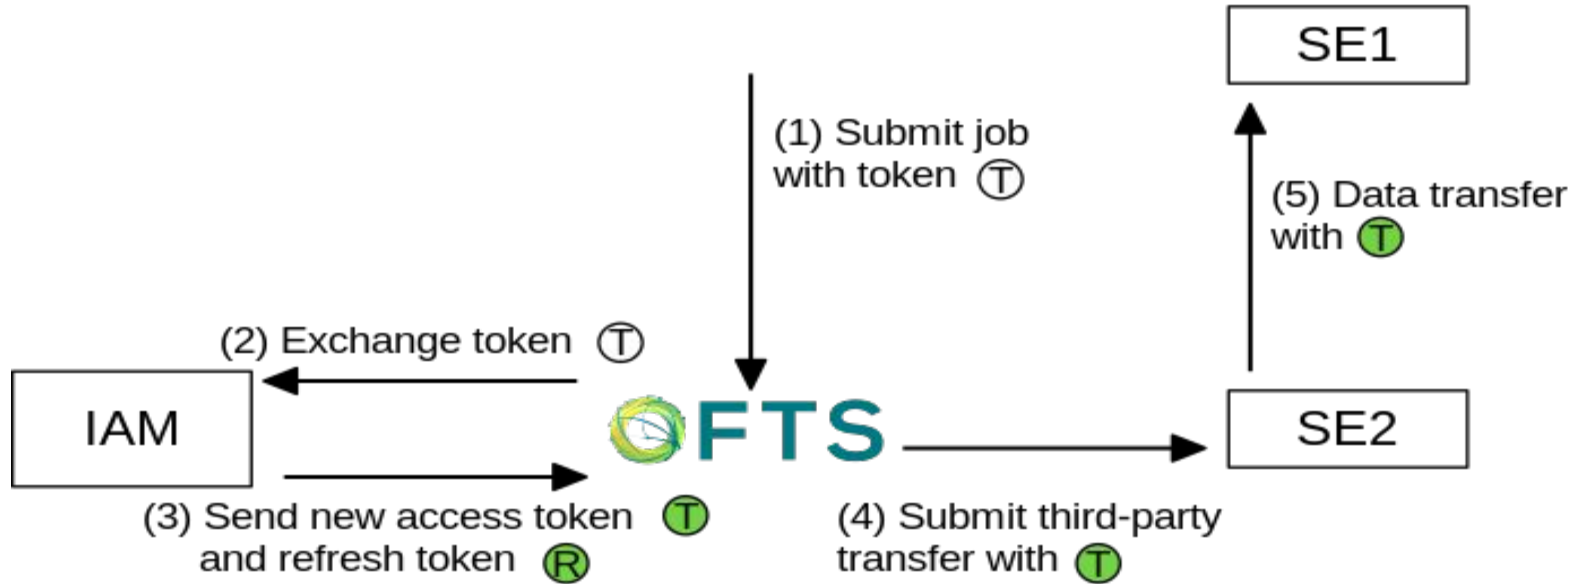 SE1
(1) Submit job
with token T
(5) Data transfer
with T
(2) Exchange token T
IAM
FTS
SE2
(3) Send new access token T
and refresh token R
(4) Submit third-party
transfer with T